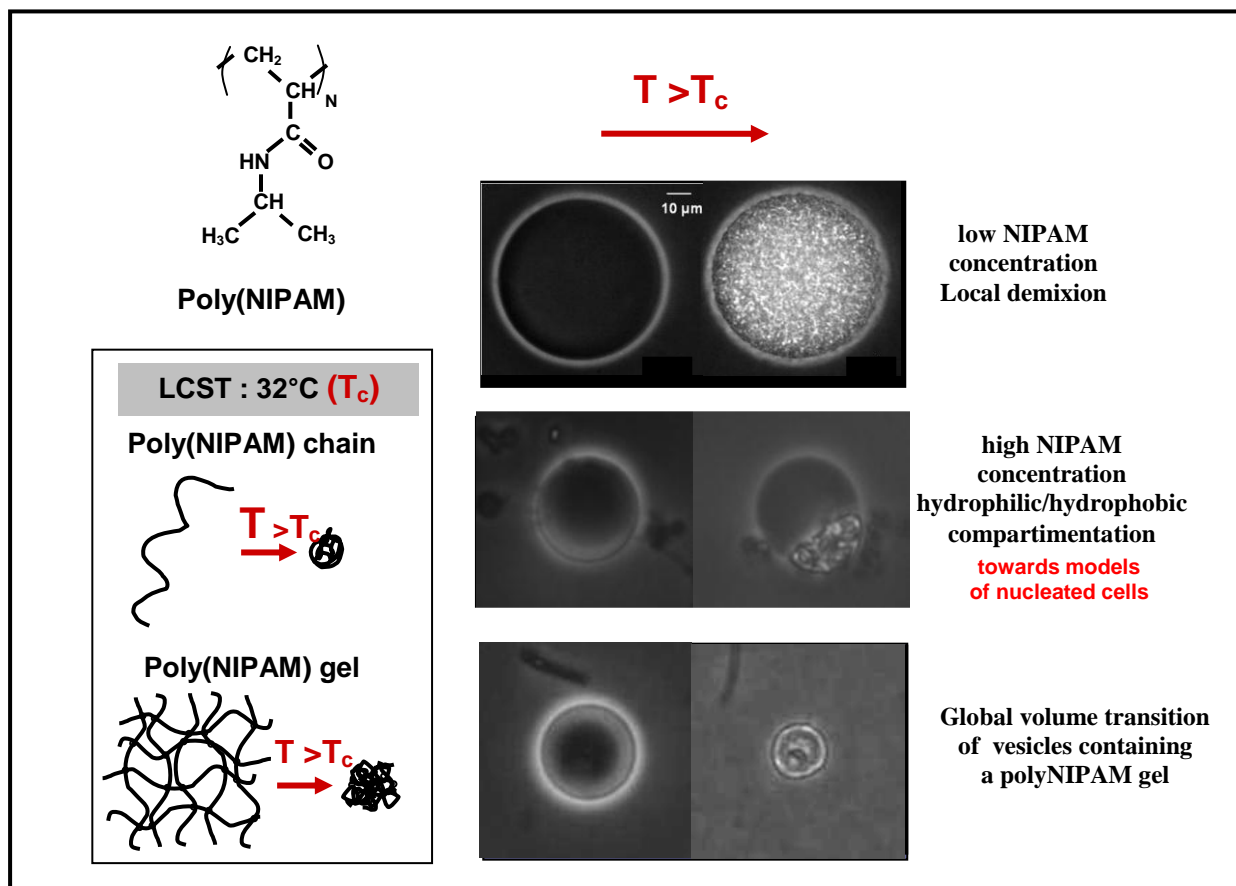 CH₂
CH
N
C
HN
O
CH
H₃C
CH₃
Poly(NIPAM)
LCST : 32°C (Tc)
Poly(NIPAM) chain
T >Tc
Poly(NIPAM) gel
T >Tc
T >Tc
10 µm
low NIPAM
concentration
Local demixion
high NIPAM
concentration
hydrophilic/hydrophobic
compartimentation
towards models
of nucleated cells
Global volume transition
of vesicles containing
a polyNIPAM gel